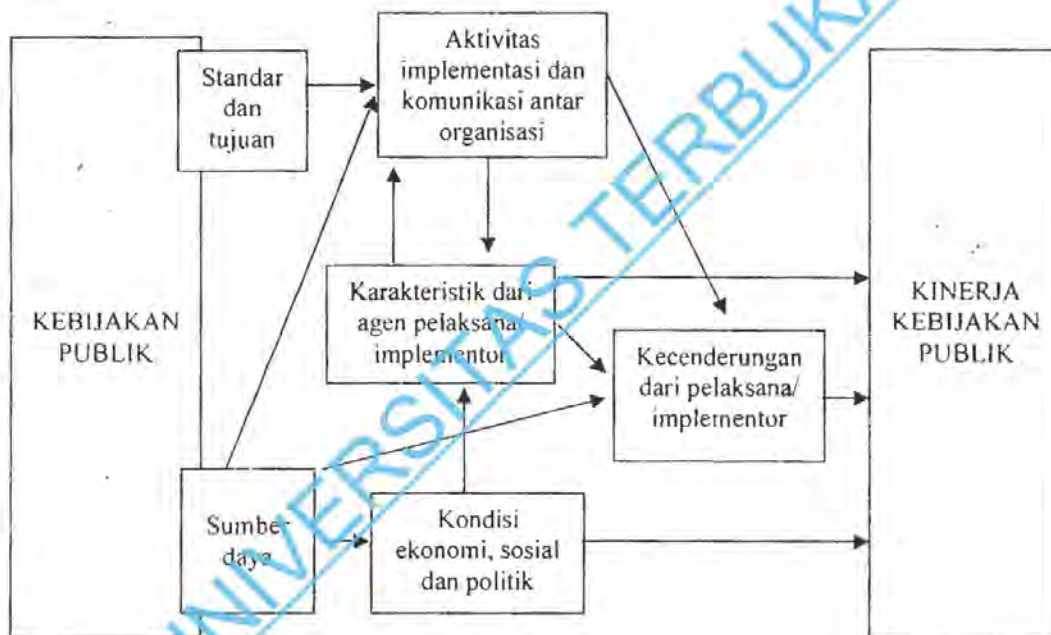 Standar
dan
tujuan
Aktivitas
implementasi dan
komunikasi antar
organisasi
KEBIJAKAN
PUBLIK
Karakteristik dari
agen pelaksana/
implementor
Kecenderungan
dari pelaksana/
implementor
KINERJA
KEBIJAKAN
PUBLIK
Sumber
daya
Kondisi
ekonomi, sosial
dan politik
UNIVERSITAS TERBUKA